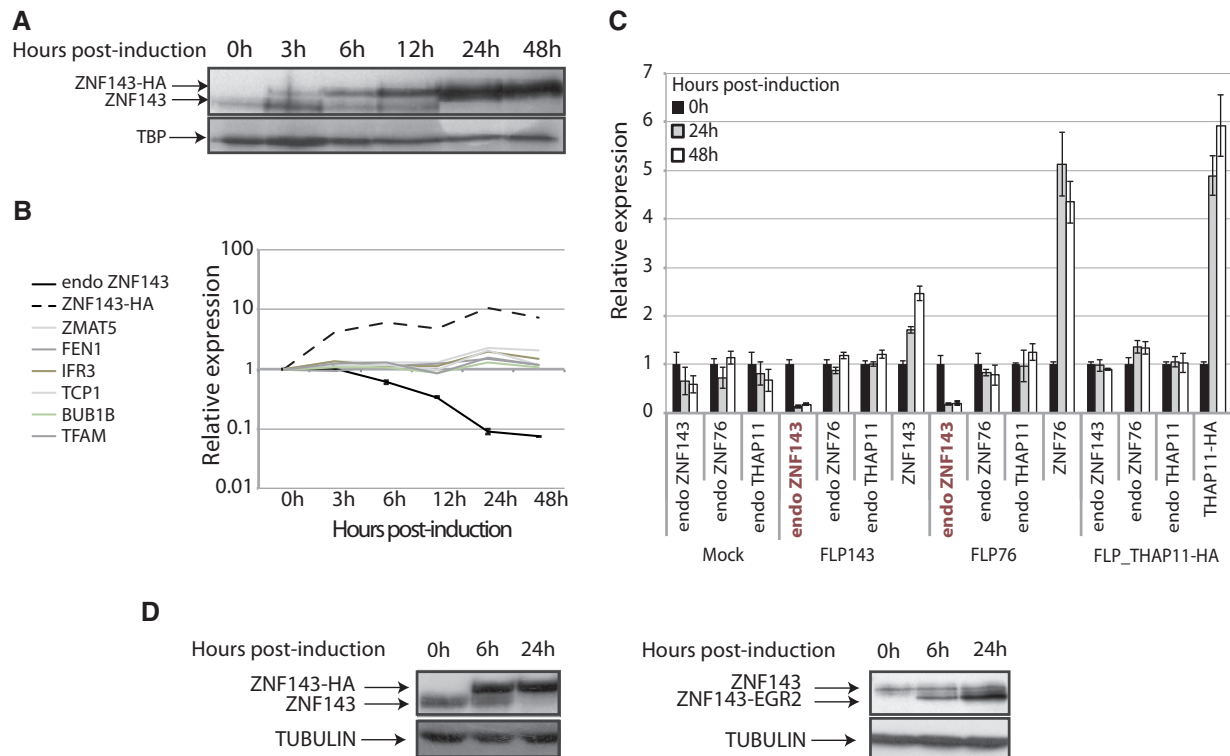 A
Hours post-induction 0h 3h 6h 12h 24h 48h
ZNF143-HA
ZNF143
TBP
B
endo ZNF143
ZNF143-HA
ZMAT5
FEN1
IFR3
TCP1
BUB1B
TFAM
Relative expression
100
10
1
0.1
0.01
0h 3h 6h 12h 24h 48h
Hours post-induction
C
Relative expression
7
6
5
4
3
2
1
0
Hours post-induction
0h
24h
48h
endo ZNF143
endo ZNF76
endo THAP11
endo ZNF143
endo ZNF76
endo THAP11
ZNF143
endo ZNF143
endo ZNF76
endo THAP11
ZNF76
endo ZNF143
endo ZNF76
endo THAP11
THAP11-HA
Mock FLP143 FLP76 FLP_THAP11-HA
D
Hours post-induction 0h 6h 24h
ZNF143-HA
ZNF143
TUBULIN
Hours post-induction 0h 6h 24h
ZNF143
ZNF143-EGR2
TUBULIN